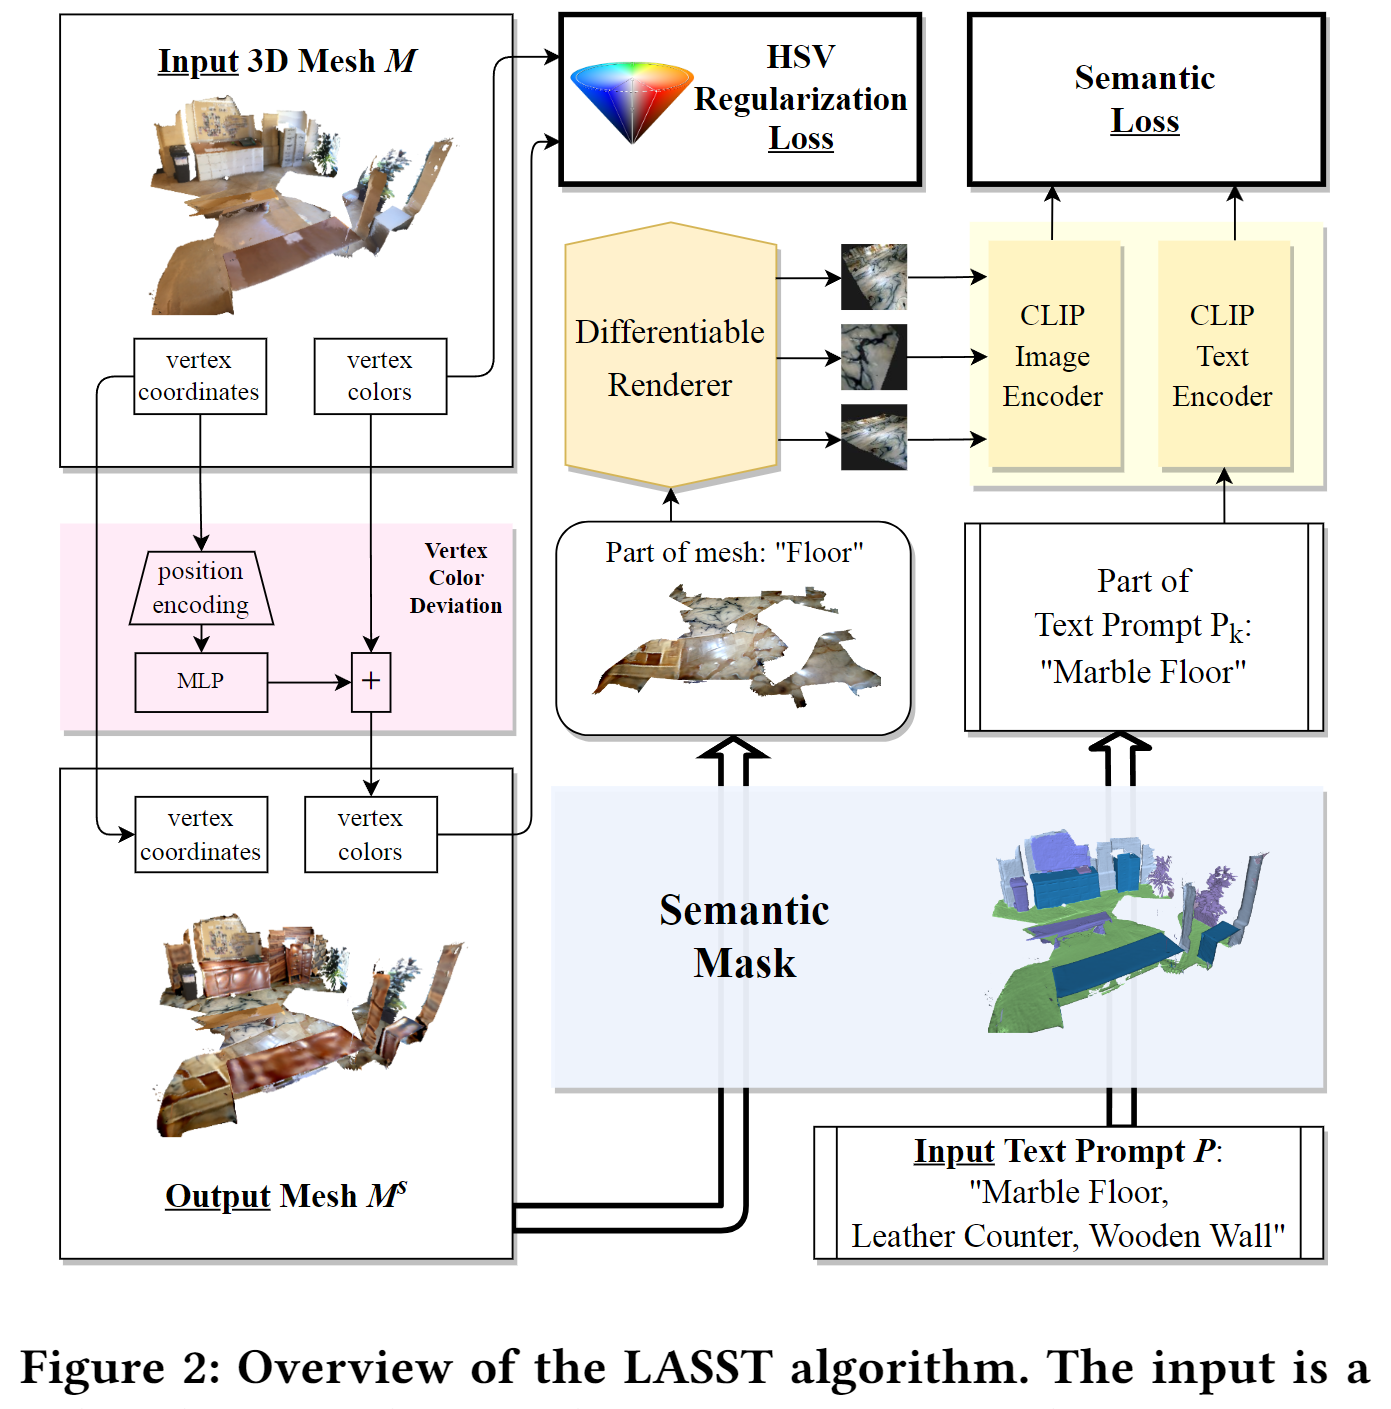 Input 3D Mesh M
vertex
coordinates
vertex
colors
HSV
Regularization
Loss
Semantic
Loss
Differentiable
Renderer
CLIP
Image
Encoder
CLIP
Text
Encoder
Vertex
Color
Deviation
position
encoding
MLP
+
Part of mesh: "Floor"
Part of
Text Prompt Pk:
"Marble Floor"
vertex
coordinates
vertex
colors
Output Mesh Ms
Semantic
Mask
Input Text Prompt P:
"Marble Floor,
Leather Counter, Wooden Wall"
Figure 2: Overview of the LASST algorithm. The input is a